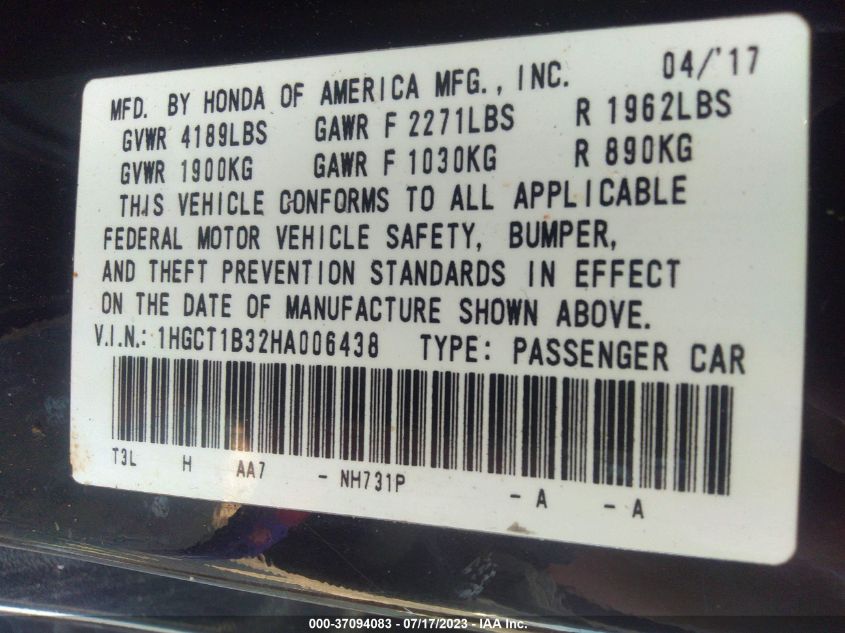 MFD. BY HONDA OF AMERICA MFG., INC. 04/'17
GVWR 4189LBS GAWR F 2271LBS R 1962LBS
GVWR 1900KG GAWR F 1030KG R 890KG
THIS VEHICLE CONFORMS TO ALL APPLICABLE
FEDERAL MOTOR VEHICLE SAFETY, BUMPER,
AND THEFT PREVENTION STANDARDS IN EFFECT
ON THE DATE OF MANUFACTURE SHOWN ABOVE.
V.I.N.: 1HGCT1B32HA006438 TYPE: PASSENGER CAR
T3L H AA7 - NH731P - A - A
000-37094083 - 07/17/2023 - IAA Inc.